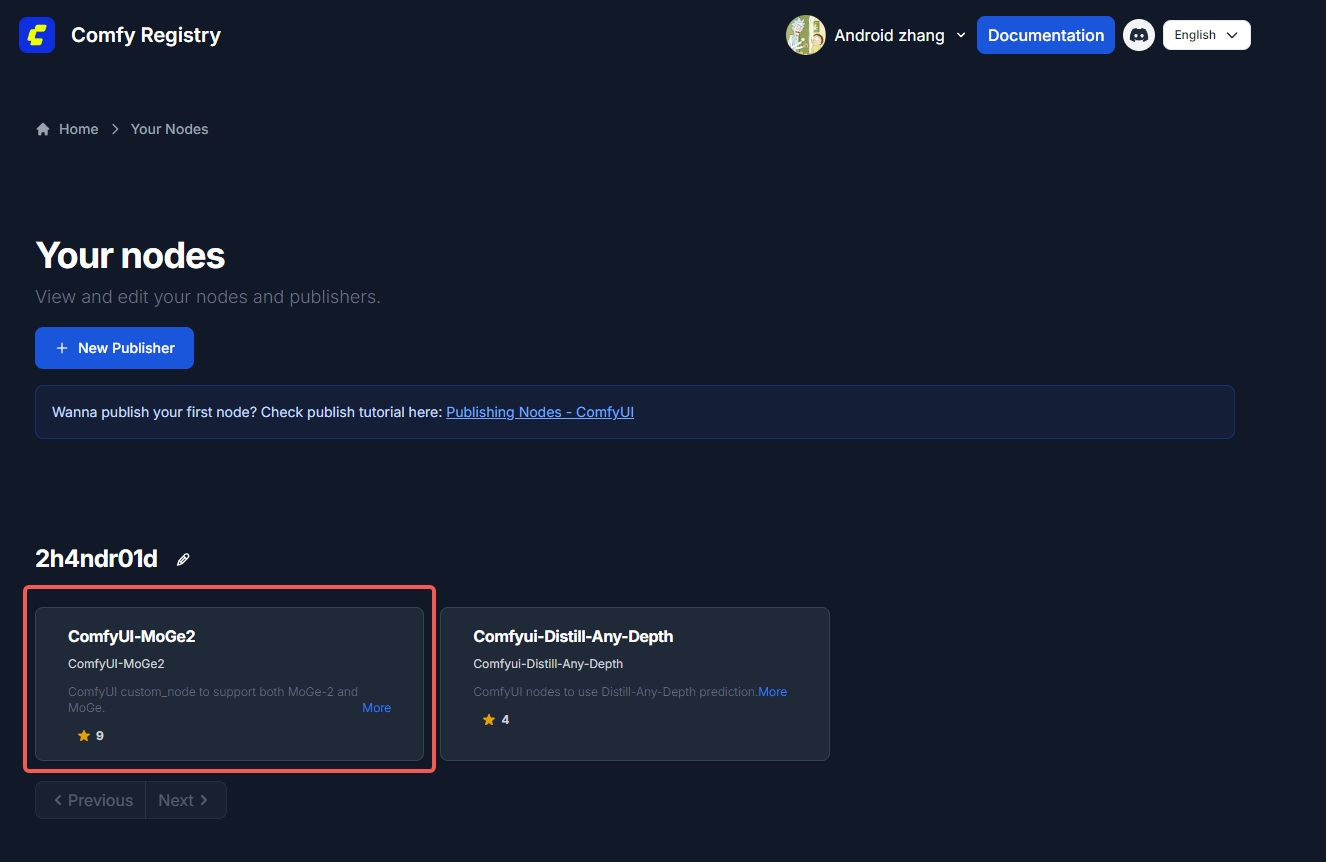 Comfy Registry
Android zhang
Documentation
English
Home
Your Nodes
Your nodes
View and edit your nodes and publishers.
New Publisher
Wanna publish your first node? Check publish tutorial here: Publishing Nodes - ComfyUI
2h4ndr01d
ComfyUI-MoGe2
ComfyUI-MoGe2
ComfyUI custom_node to support both MoGe-2 and
MoGe. More
9
Comfyui-Distill-Any-Depth
Comfyui-Distill-Any-Depth
ComfyUI nodes to use Distill-Any-Depth prediction.More
4
Previous
Next